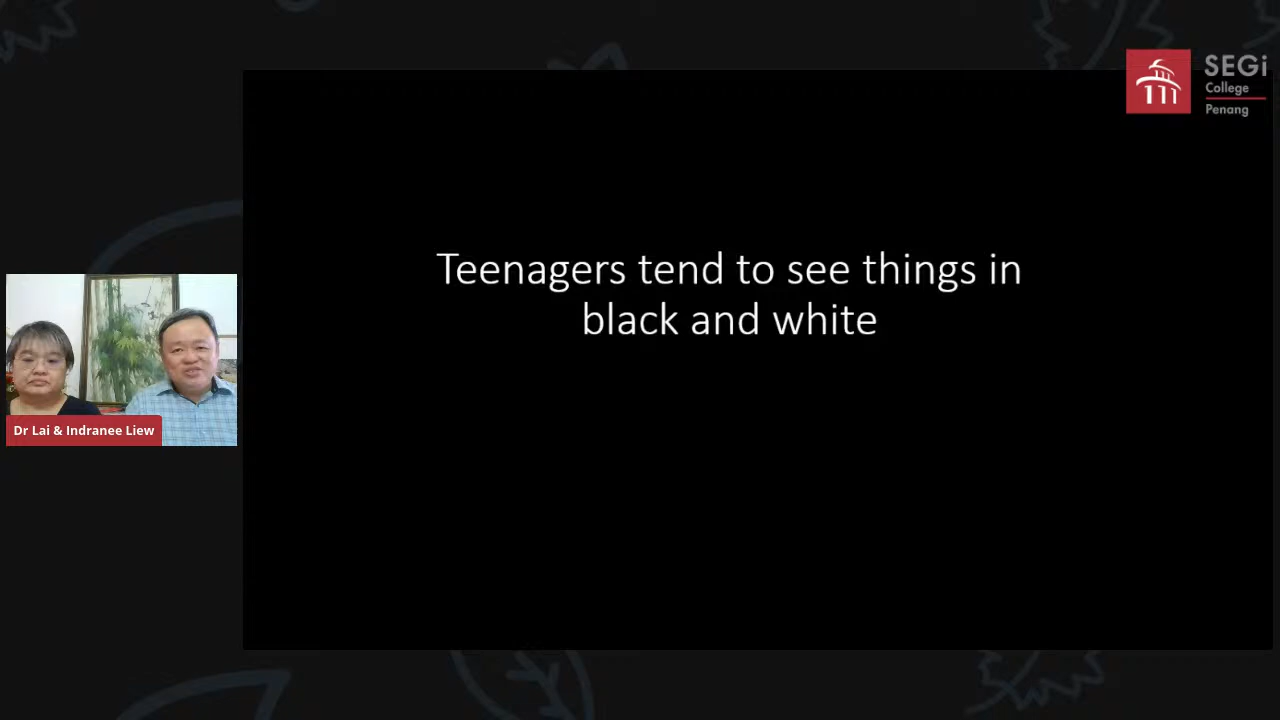 SEGi
College
Penang
Teenagers tend to see things in
black and white
Dr Lai & Indranee Liew